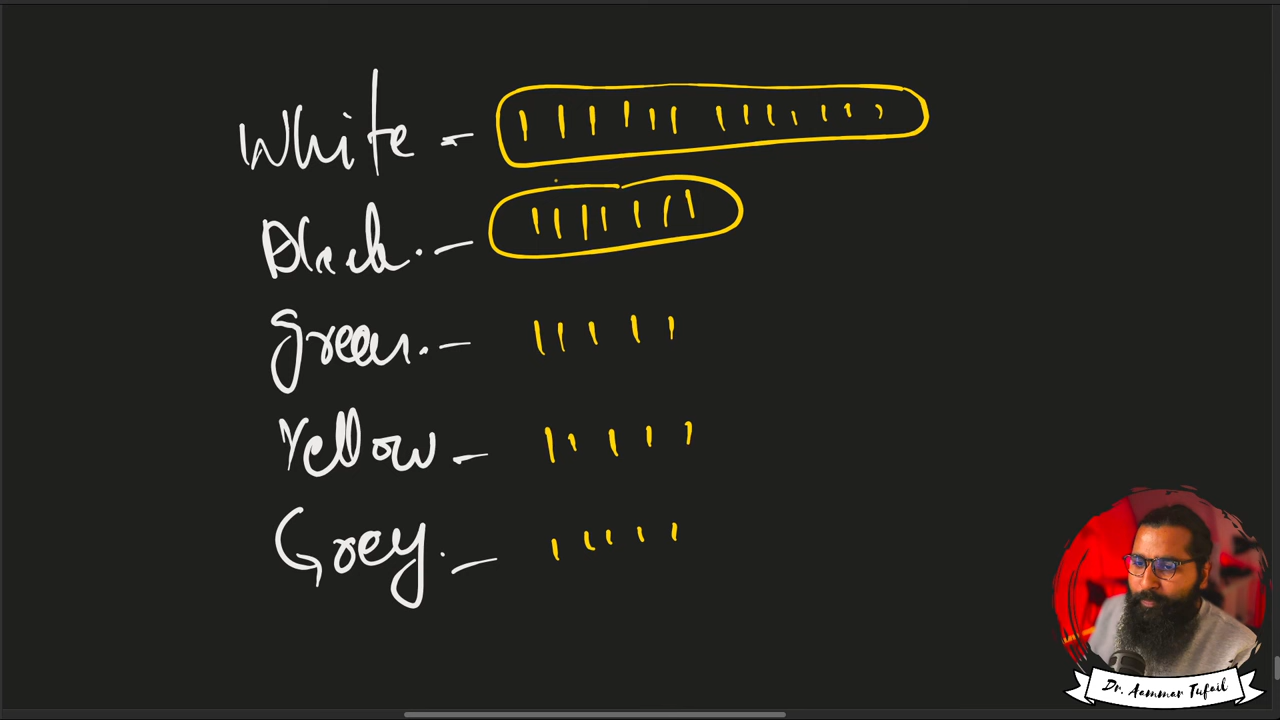 White - | | | | | | | | | | | | |
Black. - | | | | | | |
Green. - | | | | |
Yellow - | | | | |
Grey. - | | | | |
Dr. Aammar Tufail